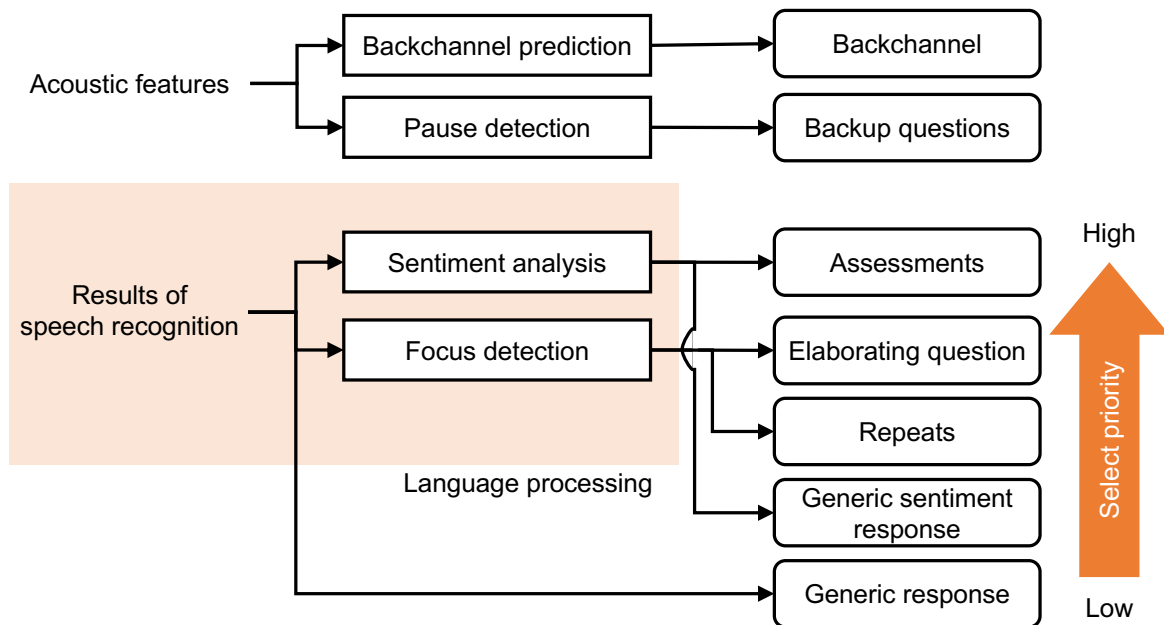 Acoustic features
Backchannel prediction
Backchannel
Pause detection
Backup questions
Results of
speech recognition
Sentiment analysis
Focus detection
Language processing
Assessments
Elaborating question
Repeats
Generic sentiment
response
Generic response
High
Select priority
Low